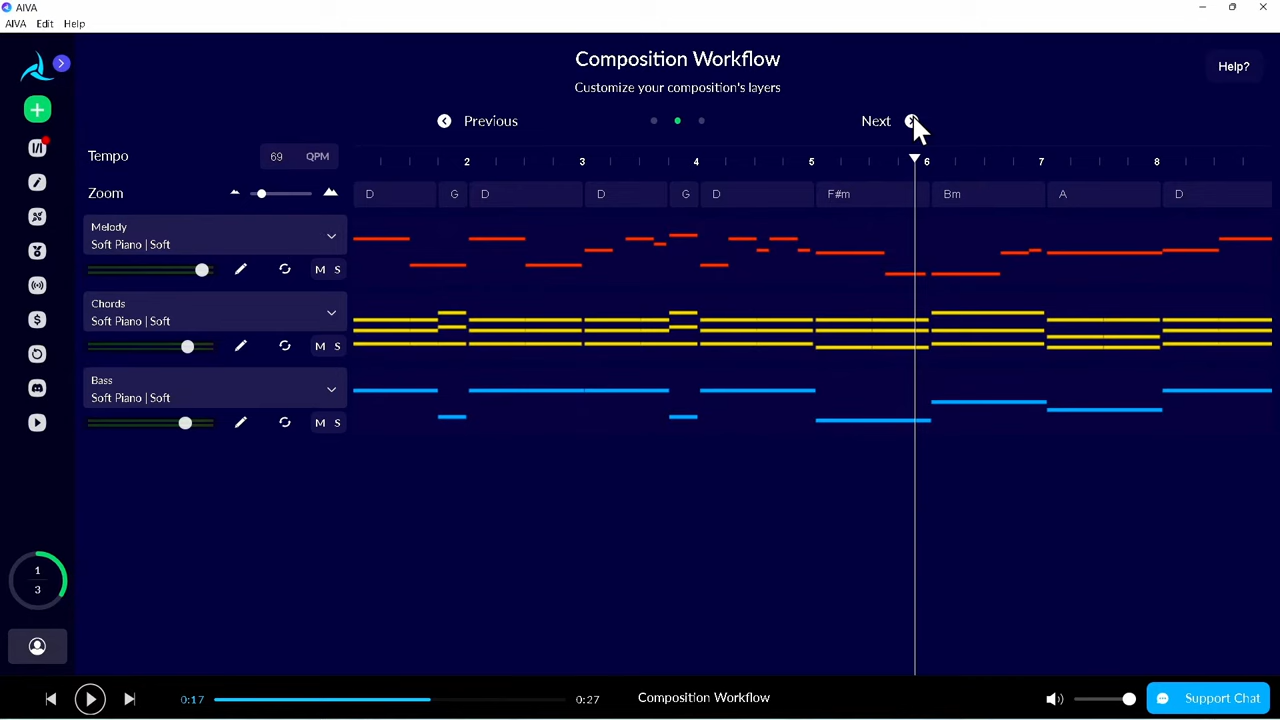 AIVA
AIVA Edit Help
Composition Workflow
Customize your composition's layers
Help?
Previous
Next
Tempo
69 QPM
2 3 4 5 6 7 8
Zoom
D G D D G D F#m Bm A D
Melody
Soft Piano | Soft
M S
Chords
Soft Piano | Soft
M S
Bass
Soft Piano | Soft
M S
1
3
0:17
0:27
Composition Workflow
Support Chat